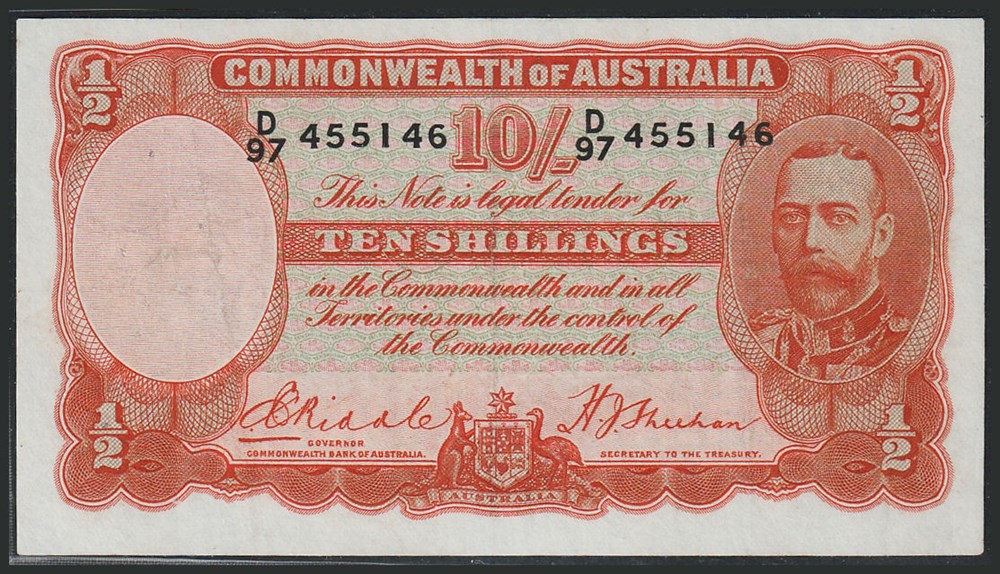 1/2 COMMONWEALTH OF AUSTRALIA 1/2
D/97 455146 10/- D/97 455146
This Note is legal tender for
TEN SHILLINGS
in the Commonwealth and in all
Territories under the control of
the Commonwealth.
1/2 E C Riddle H.J. Sheehan 1/2
GOVERNOR
COMMONWEALTH BANK OF AUSTRALIA. SECRETARY TO THE TREASURY.
AUSTRALIA